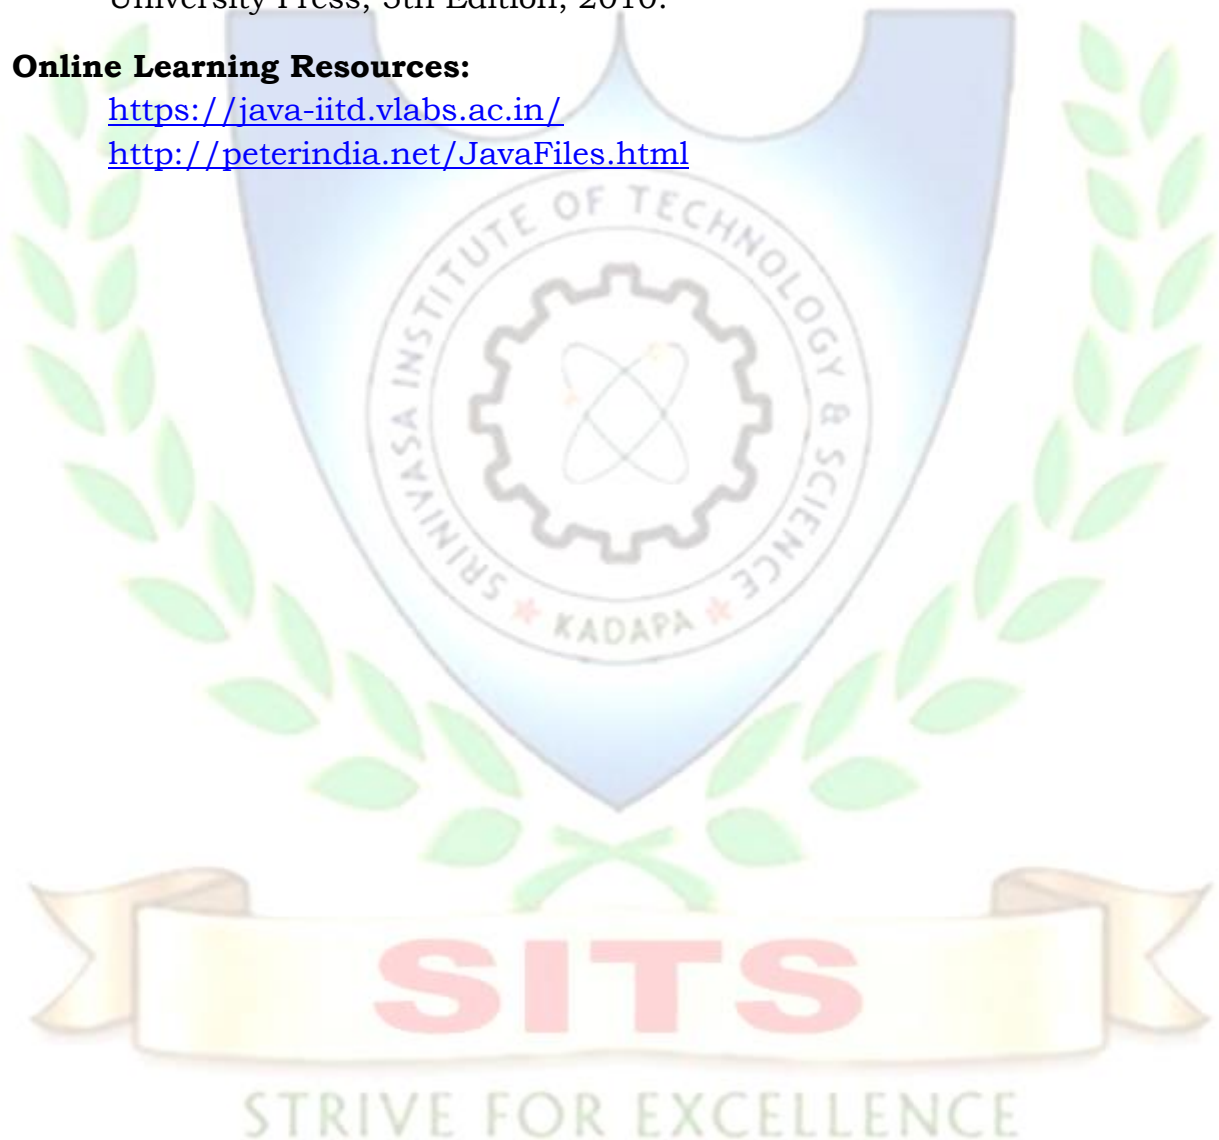 University Press, 5th Edition, 2010.
Online Learning Resources:
https://java-iitd.vlabs.ac.in/
http://peterindia.net/JavaFiles.html
SRINIVASA INSTITUTE OF TECHNOLOGY & SCIENCE
KADAPA
SITS
STRIVE FOR EXCELLENCE